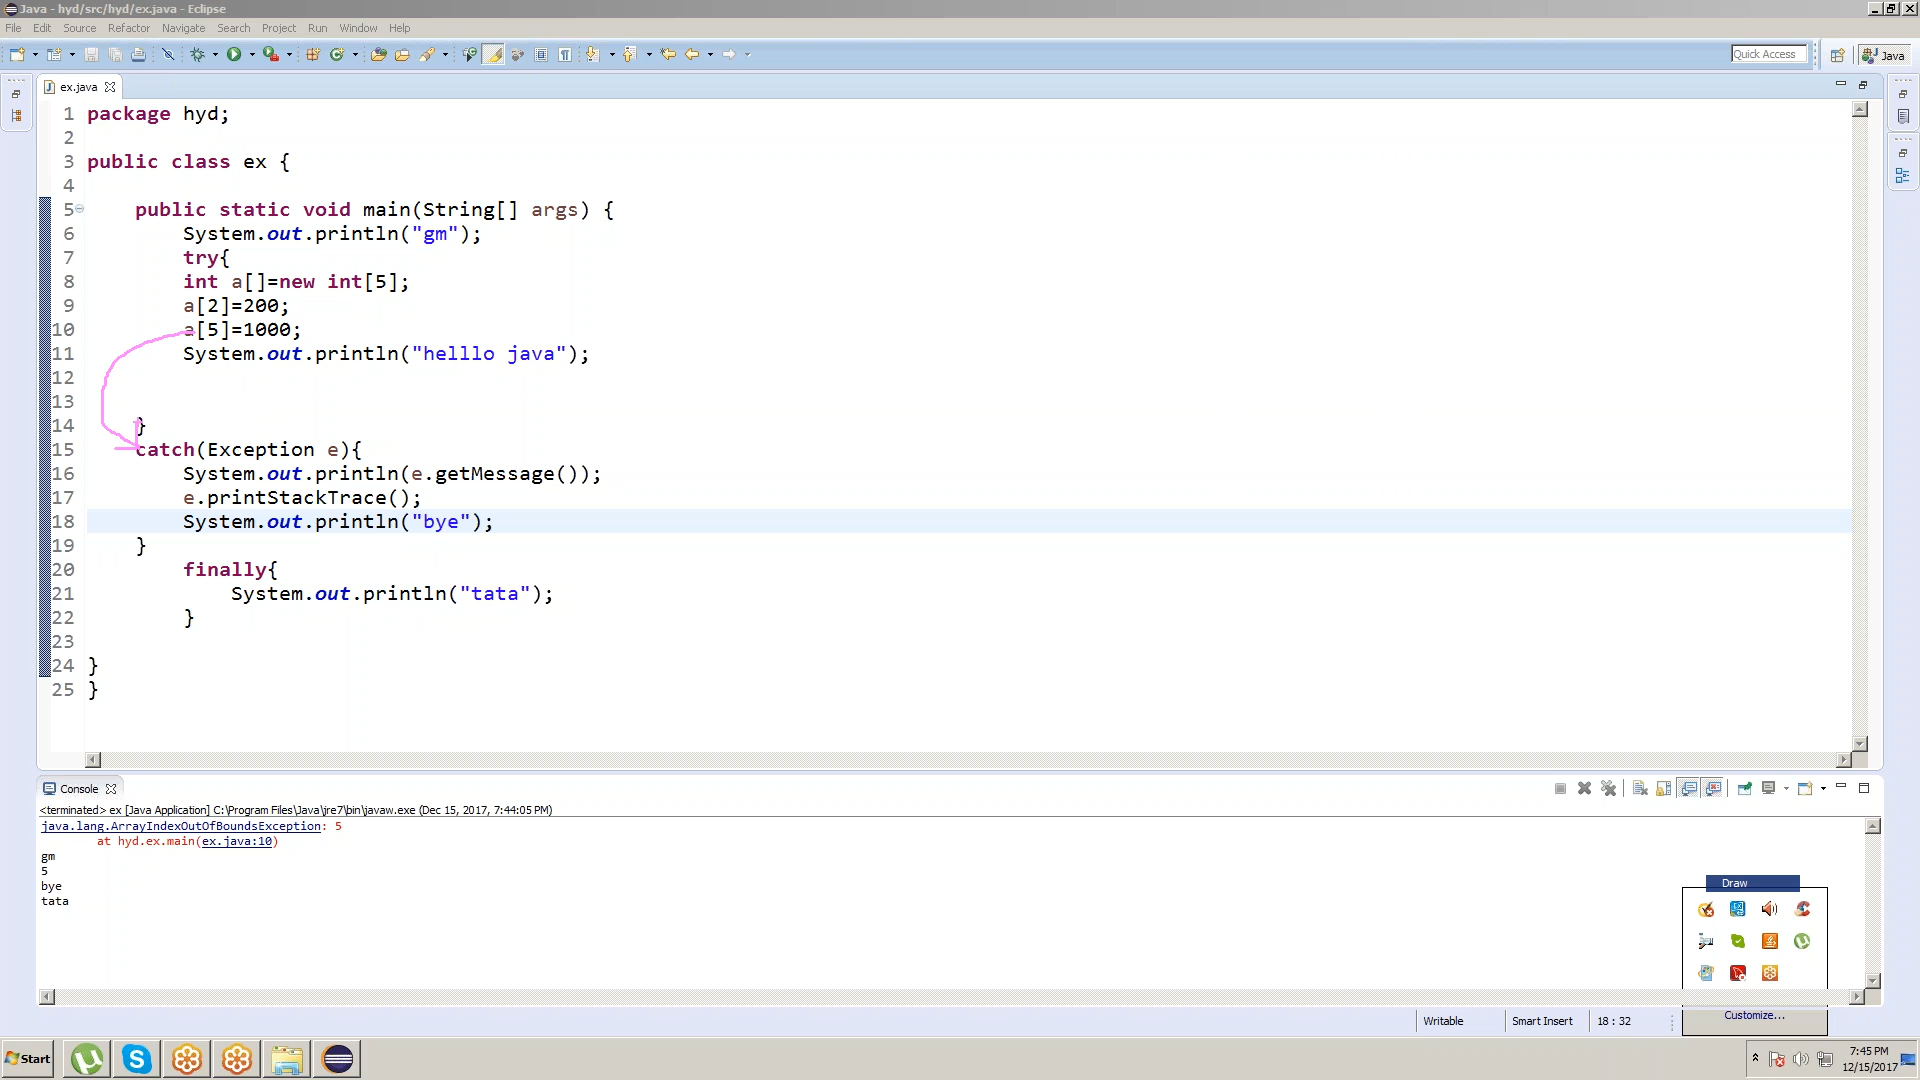 Java - hyd/src/hyd/ex.java - Eclipse
File Edit Source Refactor Navigate Search Project Run Window Help
Quick Access
Java
ex.java
1 package hyd;
2
3 public class ex {
4
5 public static void main(String[] args) {
6 System.out.println("gm");
7 try{
8 int a[]=new int[5];
9 a[2]=200;
10 a[5]=1000;
11 System.out.println("helllo java");
12
13
14 }
15 catch(Exception e){
16 System.out.println(e.getMessage());
17 e.printStackTrace();
18 System.out.println("bye");
19 }
20 finally{
21 System.out.println("tata");
22 }
23
24 }
25 }
Console
<terminated> ex [Java Application] C:\Program Files\Java\jre7\bin\javaw.exe (Dec 15, 2017, 7:44:05 PM)
java.lang.ArrayIndexOutOfBoundsException: 5
at hyd.ex.main(ex.java:10)
gm
5
bye
tata
Draw
Customize...
Writable
Smart Insert
18 : 32
Start
7:45 PM
12/15/2017